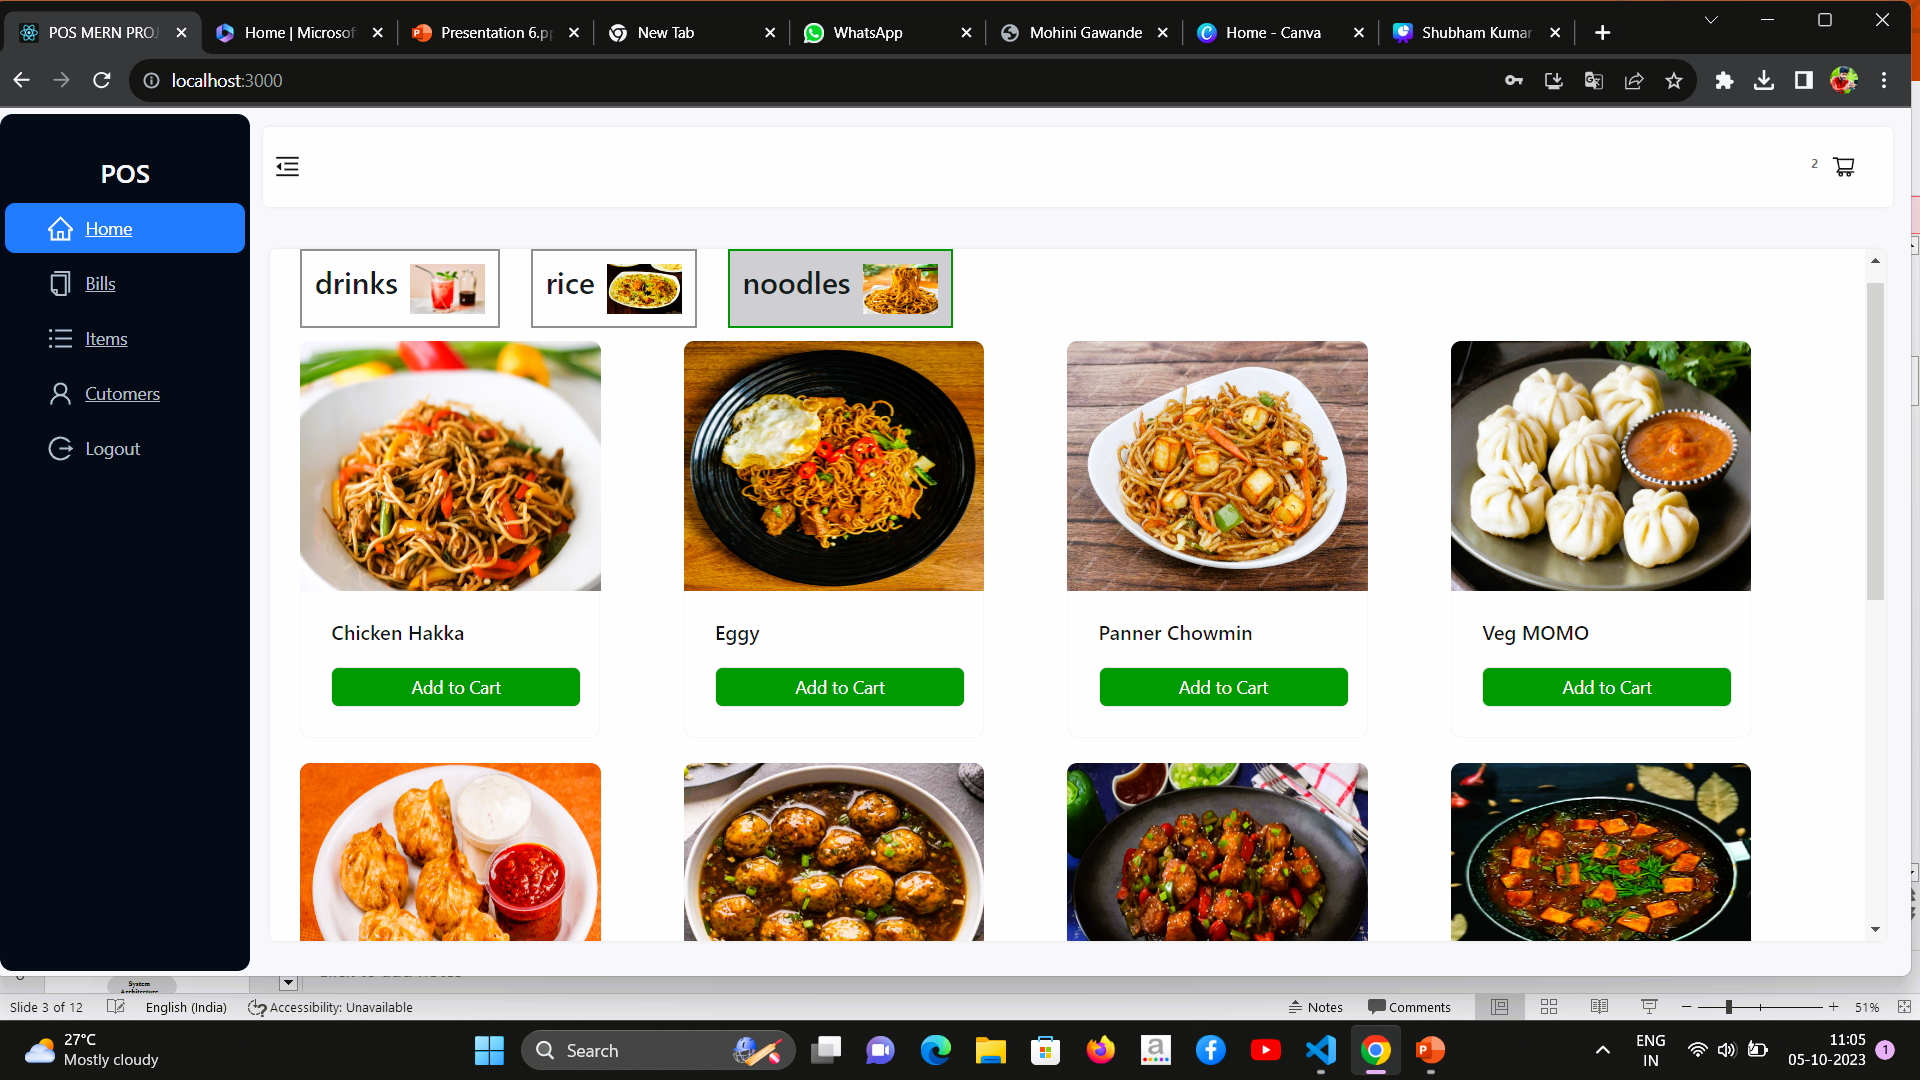 POS MERN PROJ
Home | Microsof
Presentation 6.pp
New Tab
WhatsApp
Mohini Gawande
Home - Canva
Shubham Kumar
localhost:3000
POS
Home
Bills
Items
Cutomers
Logout
2
drinks
rice
noodles
Chicken Hakka
Eggy
Panner Chowmin
Veg MOMO
Add to Cart
Add to Cart
Add to Cart
Add to Cart
System
Slide 3 of 12
English (India)
Accessibility: Unavailable
Notes
Comments
51%
27°C
Mostly cloudy
Search
a
ENG
IN
11:05
05-10-2023
1